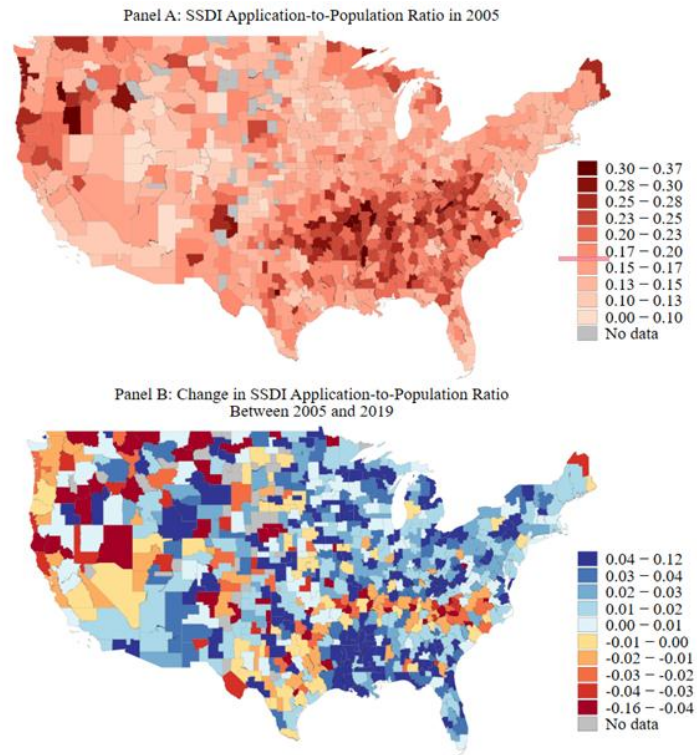 Panel A: SSDI Application-to-Population Ratio in 2005
0.30 − 0.37
0.28 − 0.30
0.25 − 0.28
0.23 − 0.25
0.20 − 0.23
0.17 − 0.20
0.15 − 0.17
0.13 − 0.15
0.10 − 0.13
0.00 − 0.10
No data
Panel B: Change in SSDI Application-to-Population Ratio
Between 2005 and 2019
0.04 − 0.12
0.03 − 0.04
0.02 − 0.03
0.01 − 0.02
0.00 − 0.01
-0.01 − 0.00
-0.02 − -0.01
-0.03 − -0.02
-0.04 − -0.03
-0.16 − -0.04
No data